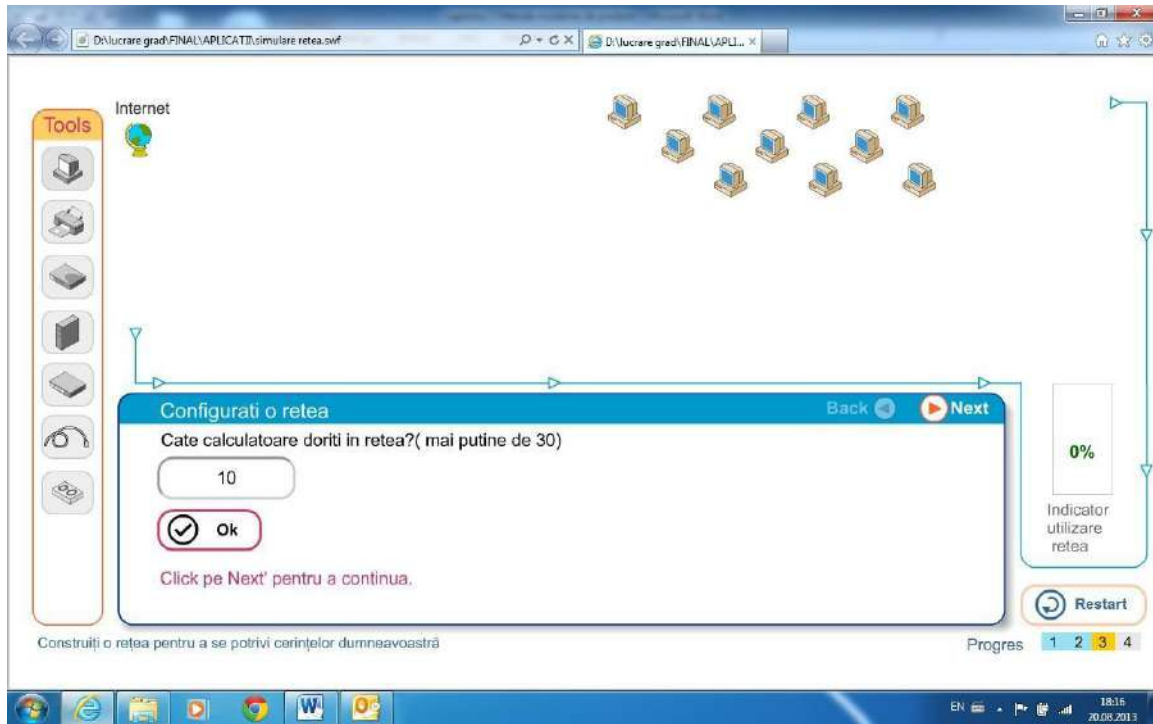 D:\lucrare grad\FINAL\APLICATII\simulare retea.swf
D:\lucrare grad\FINAL\APLI...
Tools
Internet
Configurati o retea
Back
Next
Cate calculatoare doriti in retea?( mai putine de 30)
10
Ok
Click pe Next' pentru a continua.
0%
Indicator
utilizare
retea
Restart
Construiți o rețea pentru a se potrivi cerințelor dumneavoastră
Progres 1 2 3 4
EN
18:16
20.08.2013